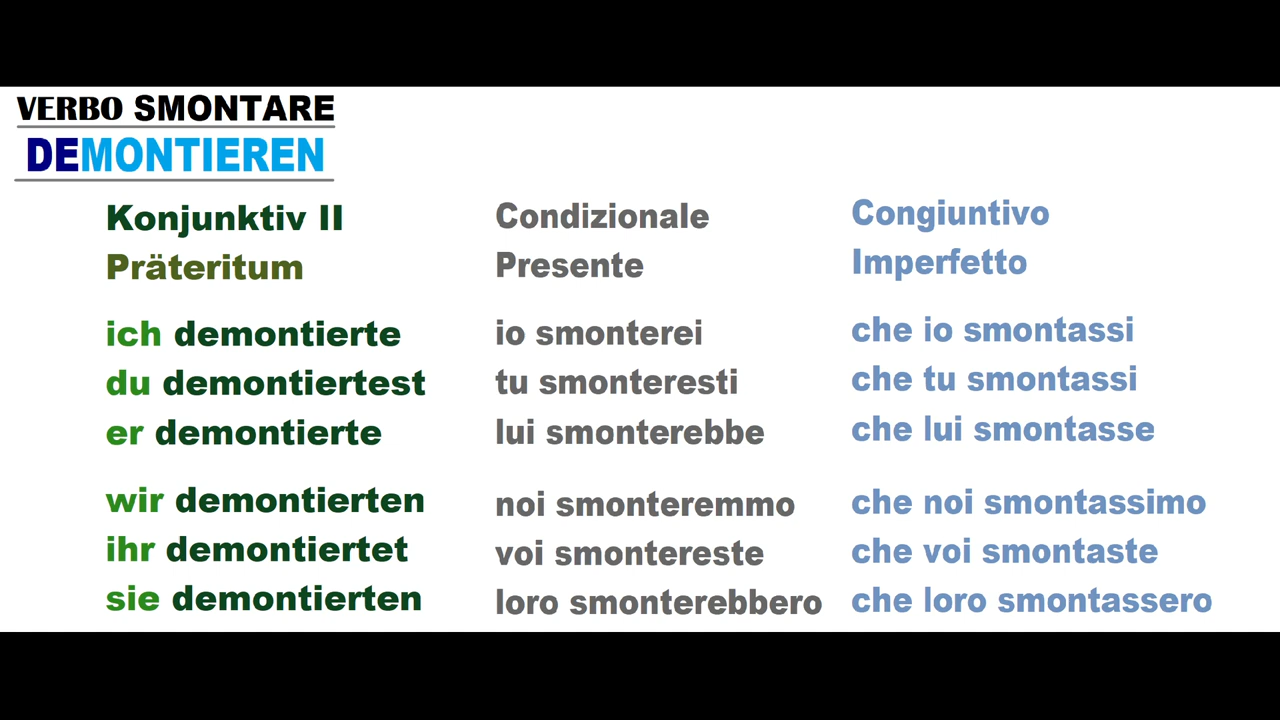 VERBO SMONTARE
DEMONTIEREN
Konjunktiv II
Präteritum
ich demontierte
du demontiertest
er demontierte
wir demontierten
ihr demontiertet
sie demontierten
Condizionale
Presente
io smonterei
tu smonteresti
lui smonterebbe
noi smonteremmo
voi smontereste
loro smonterebbero
Congiuntivo
Imperfetto
che io smontassi
che tu smontassi
che lui smontasse
che noi smontassimo
che voi smontaste
che loro smontassero